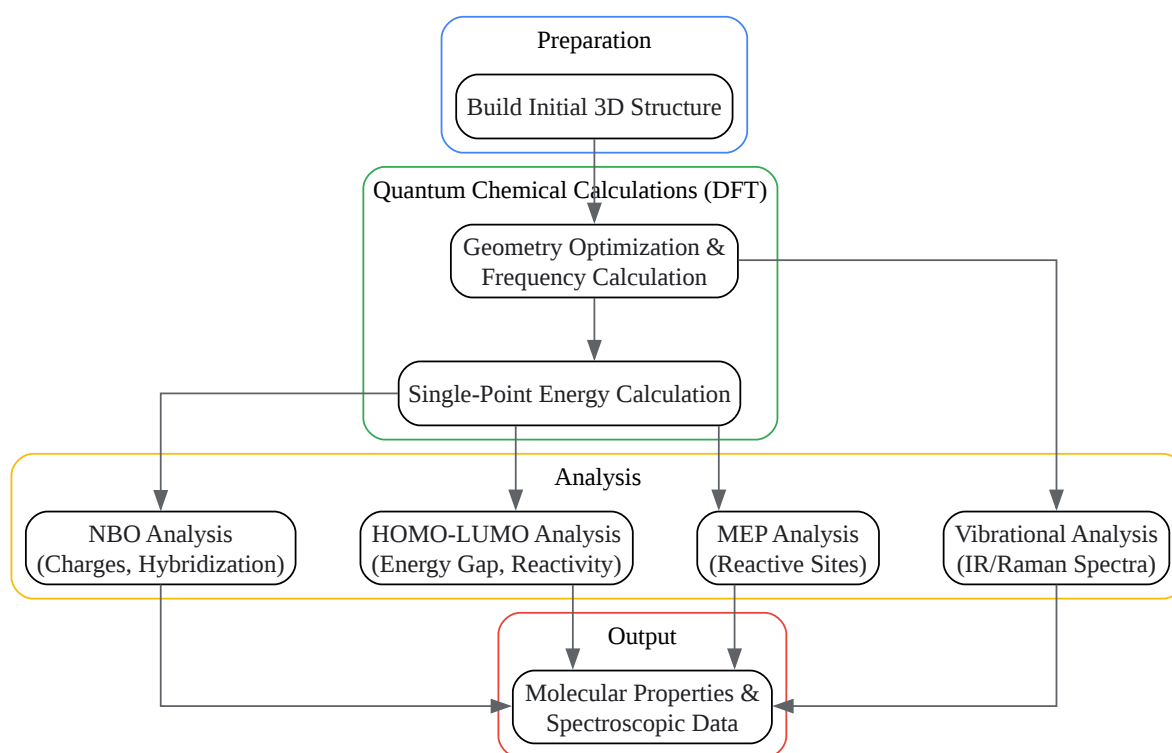 Preparation
Build Initial 3D Structure
Quantum Chemical Calculations (DFT)
Geometry Optimization &
Frequency Calculation
Single-Point Energy Calculation
Analysis
NBO Analysis
(Charges, Hybridization)
HOMO-LUMO Analysis
(Energy Gap, Reactivity)
MEP Analysis
(Reactive Sites)
Vibrational Analysis
(IR/Raman Spectra)
Output
Molecular Properties &
Spectroscopic Data